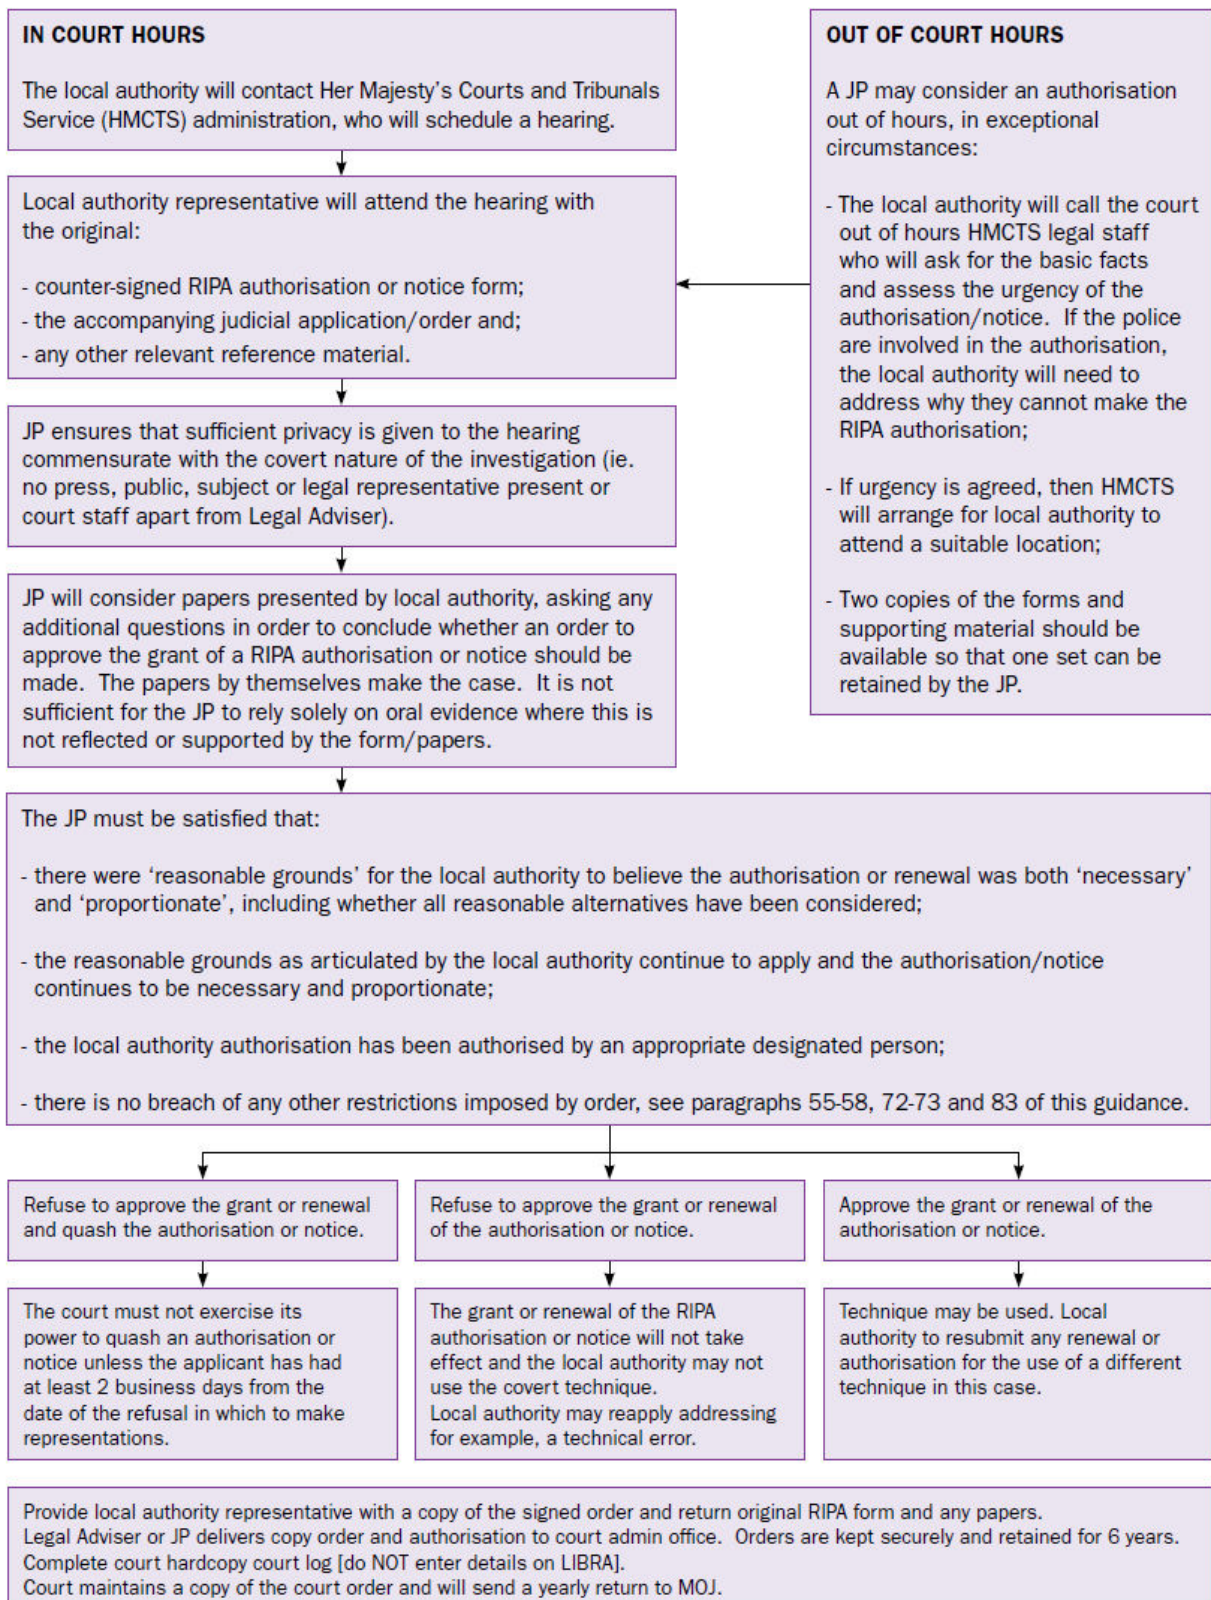 IN COURT HOURS
The local authority will contact Her Majesty's Courts and Tribunals
Service (HMCTS) administration, who will schedule a hearing.
Local authority representative will attend the hearing with
the original:
- counter-signed RIPA authorisation or notice form;
- the accompanying judicial application/order and;
- any other relevant reference material.
JP ensures that sufficient privacy is given to the hearing
commensurate with the covert nature of the investigation (ie.
no press, public, subject or legal representative present or
court staff apart from Legal Adviser).
JP will consider papers presented by local authority, asking any
additional questions in order to conclude whether an order to
approve the grant of a RIPA authorisation or notice should be
made. The papers by themselves make the case. It is not
sufficient for the JP to rely solely on oral evidence where this is
not reflected or supported by the form/papers.
OUT OF COURT HOURS
A JP may consider an authorisation
out of hours, in exceptional
circumstances:
- The local authority will call the court
out of hours HMCTS legal staff
who will ask for the basic facts
and assess the urgency of the
authorisation/notice. If the police
are involved in the authorisation,
the local authority will need to
address why they cannot make the
RIPA authorisation;
- If urgency is agreed, then HMCTS
will arrange for local authority to
attend a suitable location;
- Two copies of the forms and
supporting material should be
available so that one set can be
retained by the JP.
The JP must be satisfied that:
- there were 'reasonable grounds' for the local authority to believe the authorisation or renewal was both 'necessary'
and 'proportionate', including whether all reasonable alternatives have been considered;
- the reasonable grounds as articulated by the local authority continue to apply and the authorisation/notice
continues to be necessary and proportionate;
- the local authority authorisation has been authorised by an appropriate designated person;
- there is no breach of any other restrictions imposed by order, see paragraphs 55-58, 72-73 and 83 of this guidance.
Refuse to approve the grant or renewal
and quash the authorisation or notice.
The court must not exercise its
power to quash an authorisation or
notice unless the applicant has had
at least 2 business days from the
date of the refusal in which to make
representations.
Refuse to approve the grant or renewal
of the authorisation or notice.
The grant or renewal of the RIPA
authorisation or notice will not take
effect and the local authority may not
use the covert technique.
Local authority may reapply addressing
for example, a technical error.
Approve the grant or renewal of the
authorisation or notice.
Technique may be used. Local
authority to resubmit any renewal or
authorisation for the use of a different
technique in this case.
Provide local authority representative with a copy of the signed order and return original RIPA form and any papers.
Legal Adviser or JP delivers copy order and authorisation to court admin office. Orders are kept securely and retained for 6 years.
Complete court hardcopy court log [do NOT enter details on LIBRA].
Court maintains a copy of the court order and will send a yearly return to MOJ.